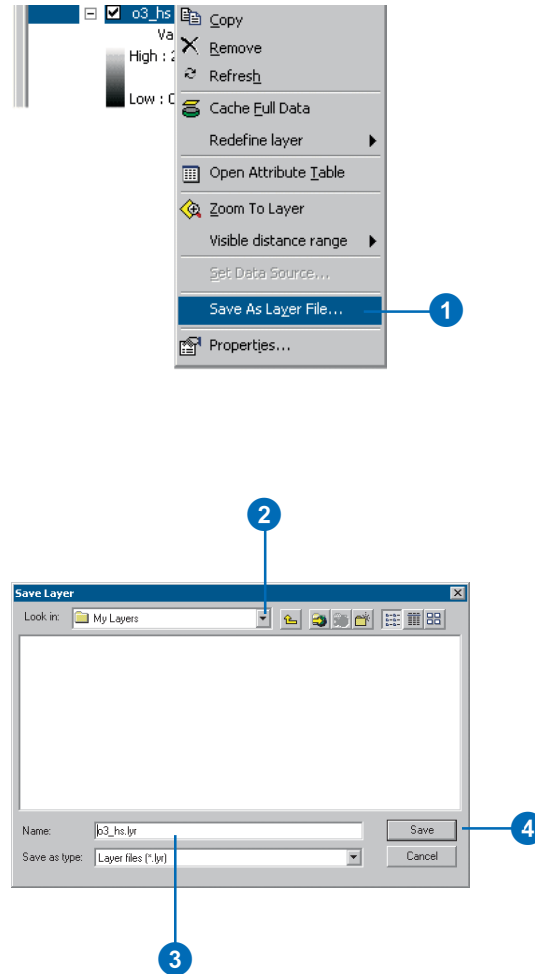 o3_hs
Va
High : 2
Low : 0
Copy
Remove
Refresh
Cache Full Data
Redefine layer
Open Attribute Table
Zoom To Layer
Visible distance range
Set Data Source...
Save As Layer File...
Properties...
1
2
Save Layer
Look in: My Layers
Name: o3_hs.lyr
Save
4
Save as type: Layer files (*.lyr)
Cancel
3